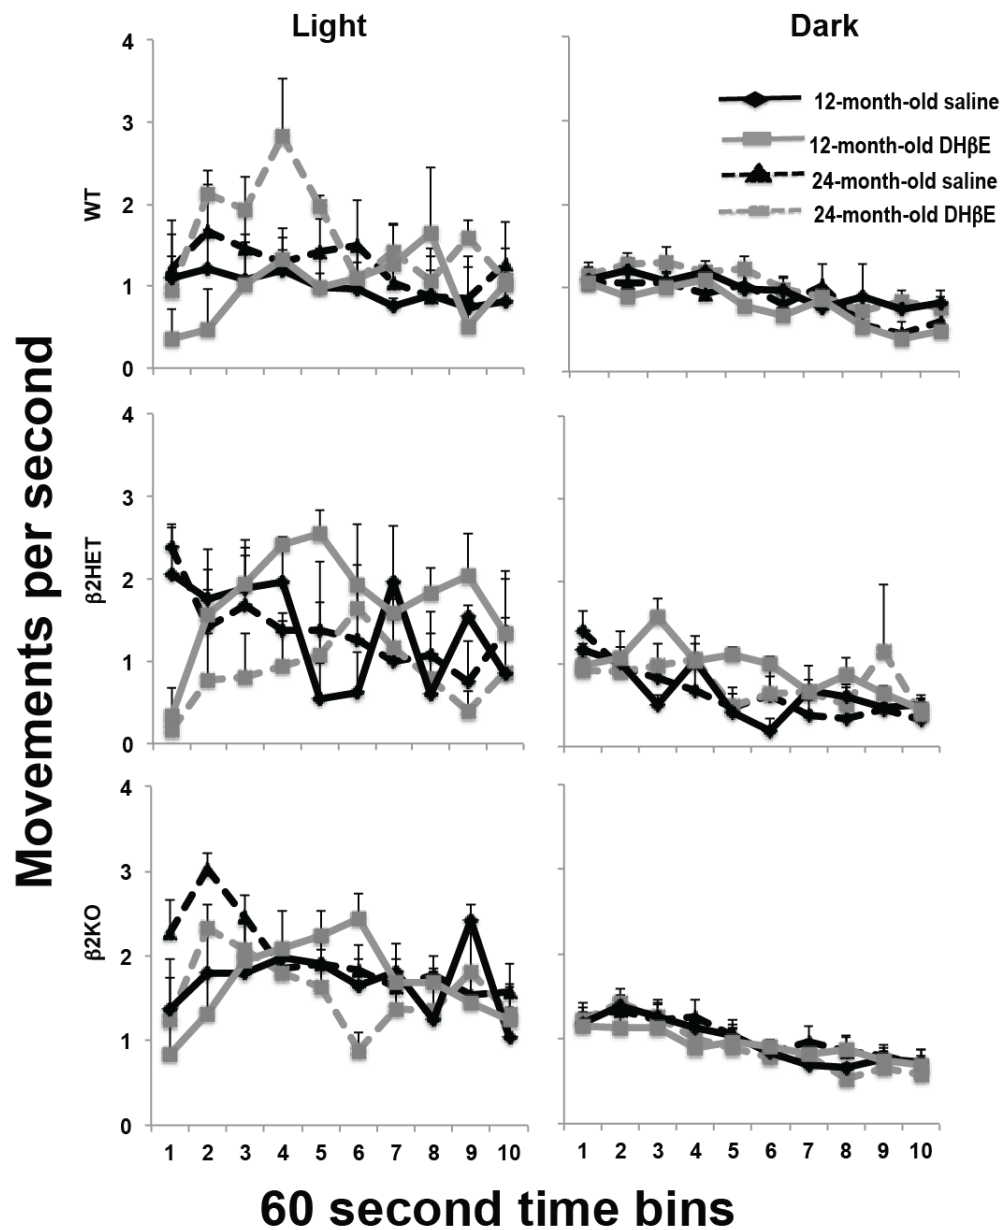 Light
Dark
4
3
2
1
0
WT
12-month-old saline
12-month-old DHβE
24-month-old saline
24-month-old DHβE
Movements per second
4
3
2
1
0
β2HET
4
3
2
1
0
β2KO
1 2 3 4 5 6 7 8 9 10
1 2 3 4 5 6 7 8 9 10
60 second time bins